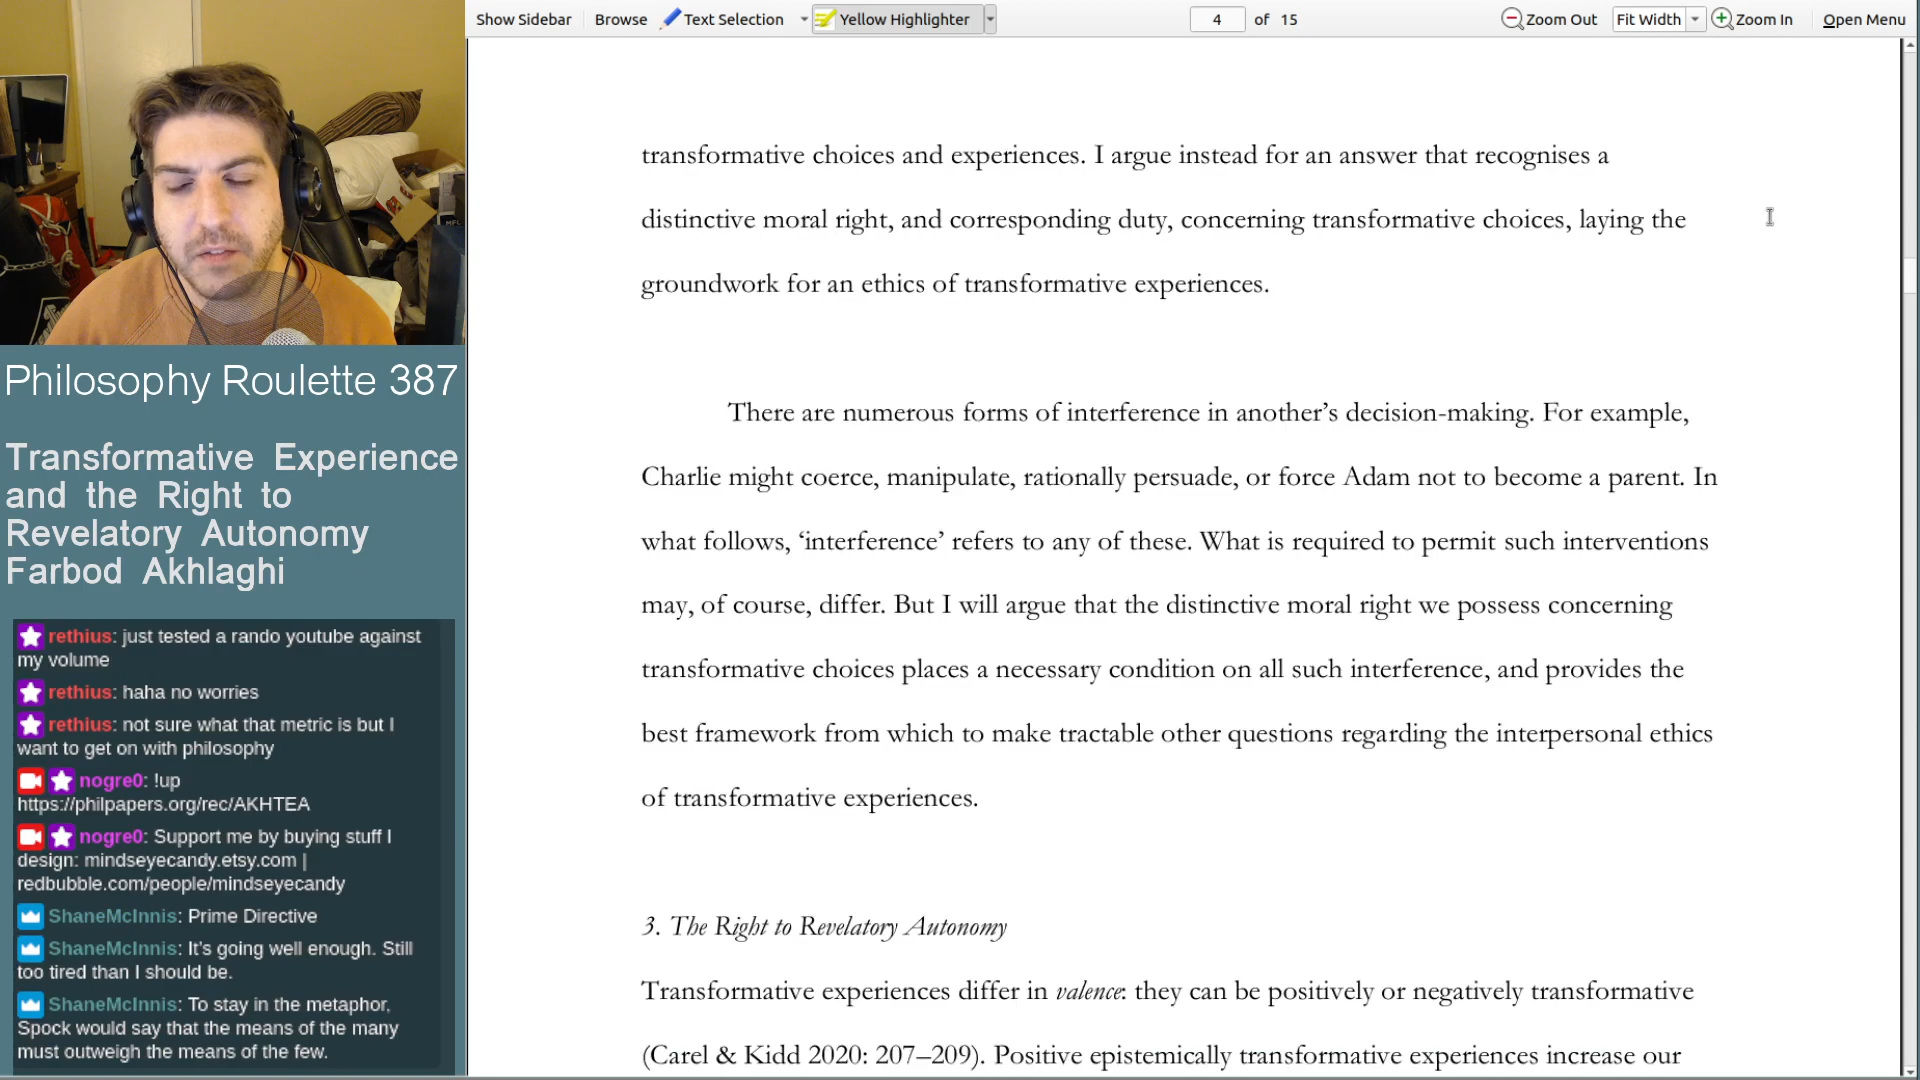 Show Sidebar Browse Text Selection Yellow Highlighter 4 of 15 Zoom Out Fit Width Zoom In Open Menu
transformative choices and experiences. I argue instead for an answer that recognises a
distinctive moral right, and corresponding duty, concerning transformative choices, laying the
groundwork for an ethics of transformative experiences.
There are numerous forms of interference in another’s decision-making. For example,
Charlie might coerce, manipulate, rationally persuade, or force Adam not to become a parent. In
what follows, ‘interference’ refers to any of these. What is required to permit such interventions
may, of course, differ. But I will argue that the distinctive moral right we possess concerning
transformative choices places a necessary condition on all such interference, and provides the
best framework from which to make tractable other questions regarding the interpersonal ethics
of transformative experiences.
3. The Right to Revelatory Autonomy
Transformative experiences differ in valence: they can be positively or negatively transformative
(Carel & Kidd 2020: 207–209). Positive epistemically transformative experiences increase our
Philosophy Roulette 387
Transformative Experience
and the Right to
Revelatory Autonomy
Farbod Akhlaghi
rethius: just tested a rando youtube against
my volume
rethius: haha no worries
rethius: not sure what that metric is but I
want to get on with philosophy
nogre0: !up
https://philpapers.org/rec/AKHTEA
nogre0: Support me by buying stuff I
design: mindseyecandy.etsy.com |
redbubble.com/people/mindseyecandy
ShaneMcInnis: Prime Directive
ShaneMcInnis: It's going well enough. Still
too tired than I should be.
ShaneMcInnis: To stay in the metaphor,
Spock would say that the means of the many
must outweigh the means of the few.